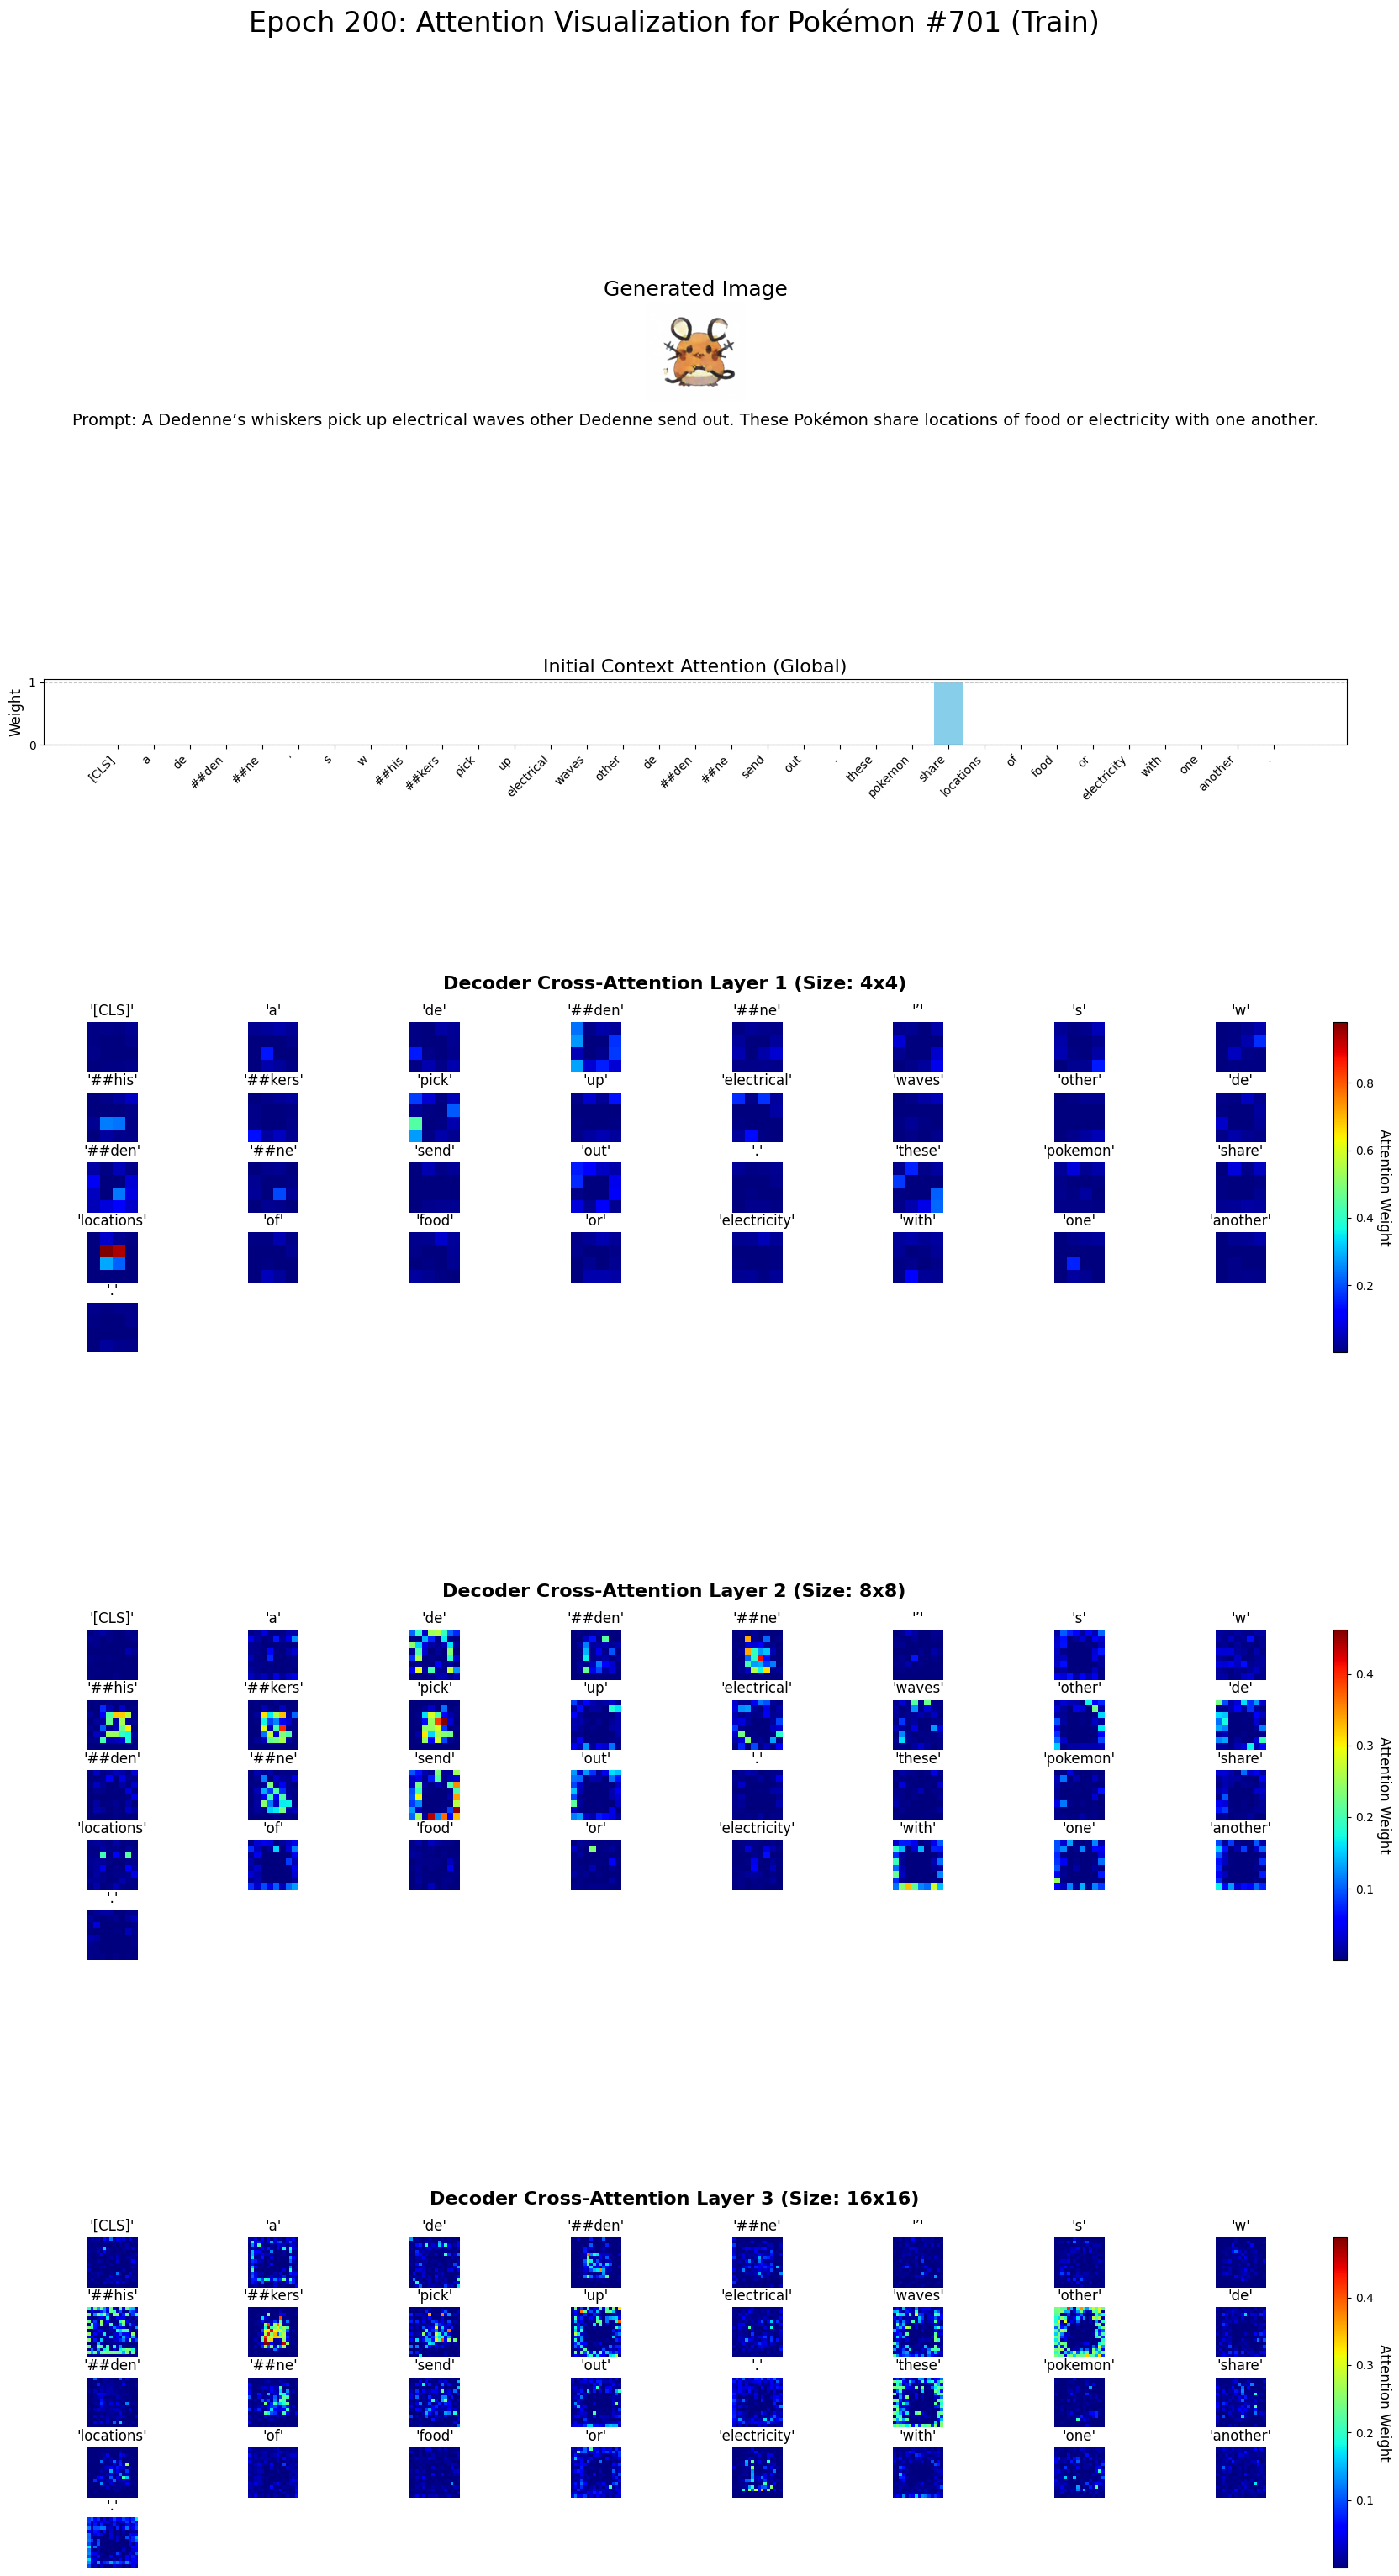 Epoch 200: Attention Visualization for Pokémon #701 (Train)
Generated Image
Prompt: A Dedenne’s whiskers pick up electrical waves other Dedenne send out. These Pokémon share locations of food or electricity with one another.
Initial Context Attention (Global)
Weight
1
0
[CLS] a de ##den ##ne ’ s w ##his ##kers pick up electrical waves other de ##den ##ne send out . these pokemon share locations of food or electricity with one another .
Decoder Cross-Attention Layer 1 (Size: 4x4)
'[CLS]' 'a' 'de' '##den' '##ne' '’' 's' 'w'
'##his' '##kers' 'pick' 'up' 'electrical' 'waves' 'other' 'de'
'##den' '##ne' 'send' 'out' '.' 'these' 'pokemon' 'share'
'locations' 'of' 'food' 'or' 'electricity' 'with' 'one' 'another'
'.'
0.8
0.6
0.4
0.2
Attention Weight
Decoder Cross-Attention Layer 2 (Size: 8x8)
'[CLS]' 'a' 'de' '##den' '##ne' '’' 's' 'w'
'##his' '##kers' 'pick' 'up' 'electrical' 'waves' 'other' 'de'
'##den' '##ne' 'send' 'out' '.' 'these' 'pokemon' 'share'
'locations' 'of' 'food' 'or' 'electricity' 'with' 'one' 'another'
'.'
0.4
0.3
0.2
0.1
Attention Weight
Decoder Cross-Attention Layer 3 (Size: 16x16)
'[CLS]' 'a' 'de' '##den' '##ne' '’' 's' 'w'
'##his' '##kers' 'pick' 'up' 'electrical' 'waves' 'other' 'de'
'##den' '##ne' 'send' 'out' '.' 'these' 'pokemon' 'share'
'locations' 'of' 'food' 'or' 'electricity' 'with' 'one' 'another'
'.'
0.4
0.3
0.2
0.1
Attention Weight